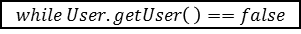 while User.getUser( ) == false